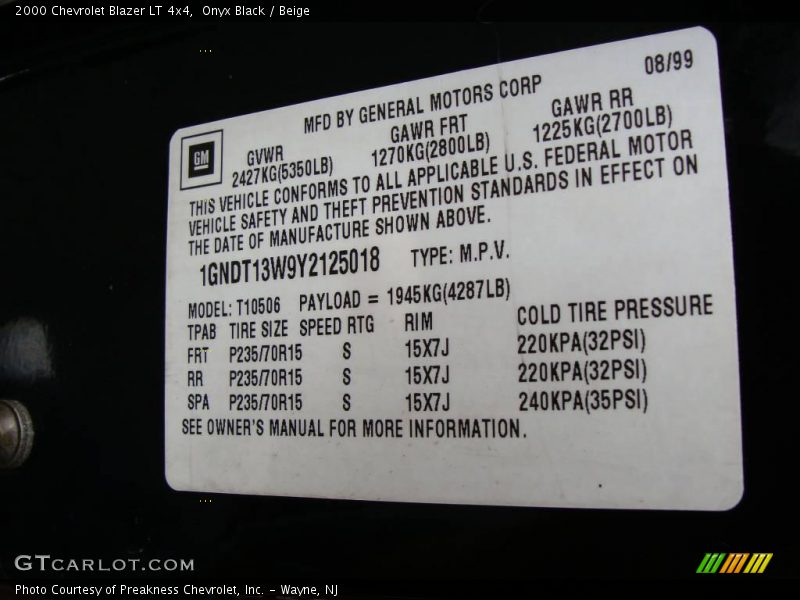 2000 Chevrolet Blazer LT 4x4,  Onyx Black / Beige
08/99
MFD BY GENERAL MOTORS CORP
GM
GVWR GAWR FRT GAWR RR
2427KG(5350LB) 1270KG(2800LB) 1225KG(2700LB)
THIS VEHICLE CONFORMS TO ALL APPLICABLE U.S. FEDERAL MOTOR
VEHICLE SAFETY AND THEFT PREVENTION STANDARDS IN EFFECT ON
THE DATE OF MANUFACTURE SHOWN ABOVE.
1GNDT13W9Y2125018 TYPE: M.P.V.
MODEL: T10506 PAYLOAD = 1945KG(4287LB)
TPAB TIRE SIZE SPEED RTG RIM COLD TIRE PRESSURE
FRT P235/70R15 S 15X7J 220KPA(32PSI)
RR P235/70R15 S 15X7J 220KPA(32PSI)
SPA P235/70R15 S 15X7J 240KPA(35PSI)
SEE OWNER'S MANUAL FOR MORE INFORMATION.
GTCARLOT.COM
Photo Courtesy of Preakness Chevrolet, Inc. - Wayne, NJ